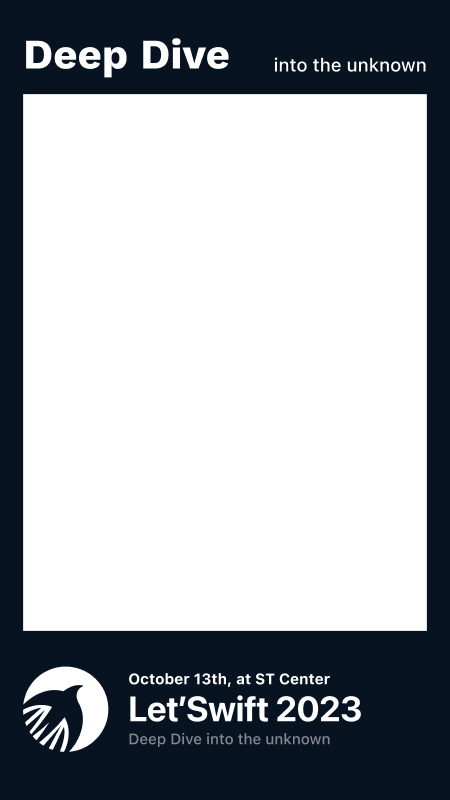 Deep Dive into the unknown
October 13th, at ST Center
Let'Swift 2023
Deep Dive into the unknown